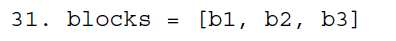 31. blocks = [b1, b2, b3]